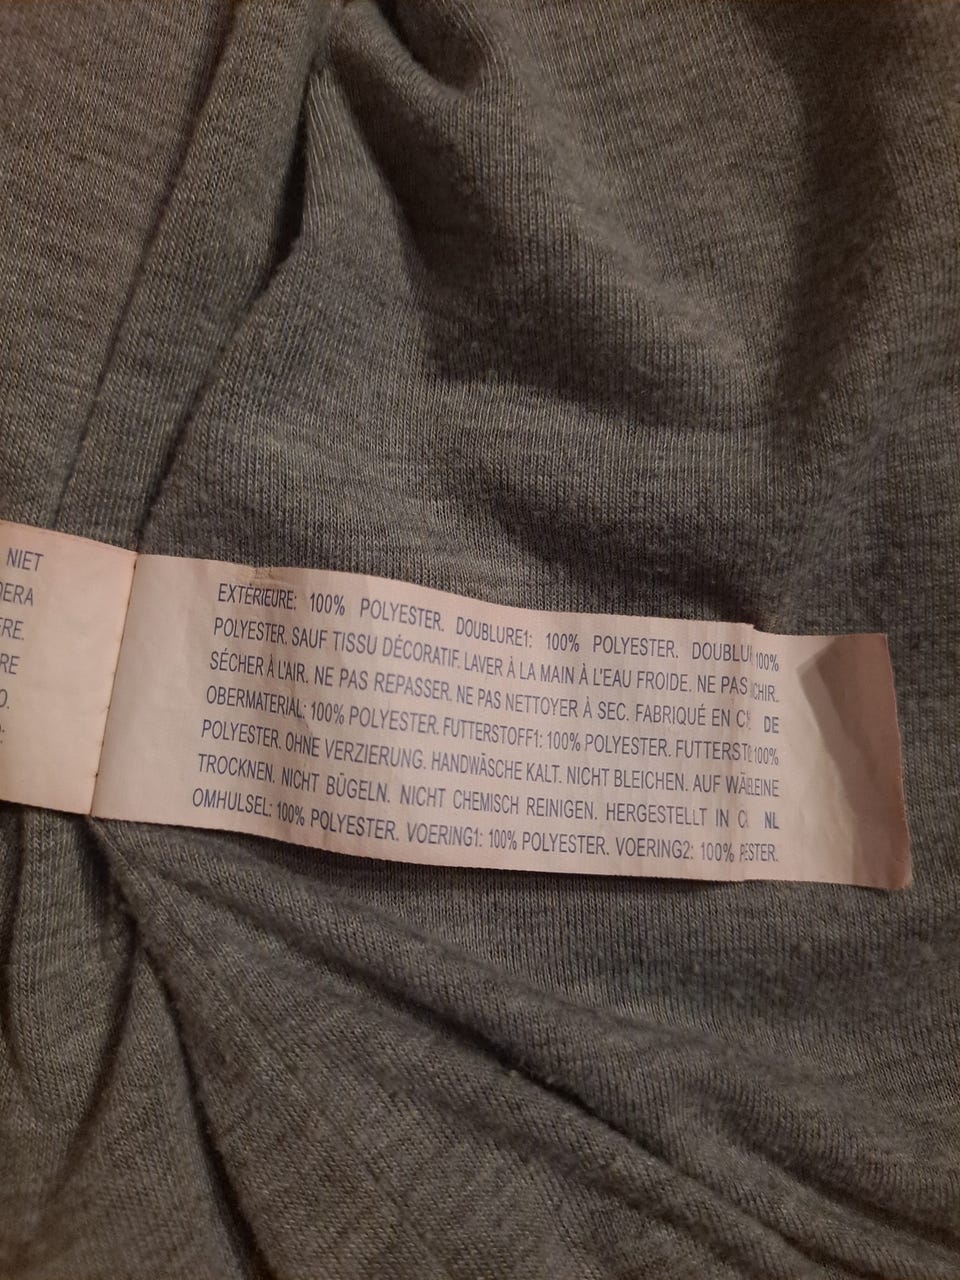 NIET
EXTÉRIEURE: 100% POLYESTER. DOUBLURE1: 100% POLYESTER. 100%
POLYESTER. SAUF TISSU DÉCORATIF. LAVER À LA MAIN À L'EAU FROIDE. NE PAS
SÉCHER À L'AIR. NE PAS REPASSER. NE PAS NETTOYER À SEC. FABRIQUÉ EN DE
OBERMATERIAL: 100% POLYESTER. FUTTERSTOFF1: 100% POLYESTER. 100%
POLYESTER. OHNE VERZIERUNG. HANDWÄSCHE KALT. NICHT BLEICHEN. AUF
TROCKNEN. NICHT BÜGELN. NICHT CHEMISCH REINIGEN. HERGESTELLT IN NL
OMHULSEL: 100% POLYESTER. VOERING1: 100% POLYESTER. VOERING2: 100%